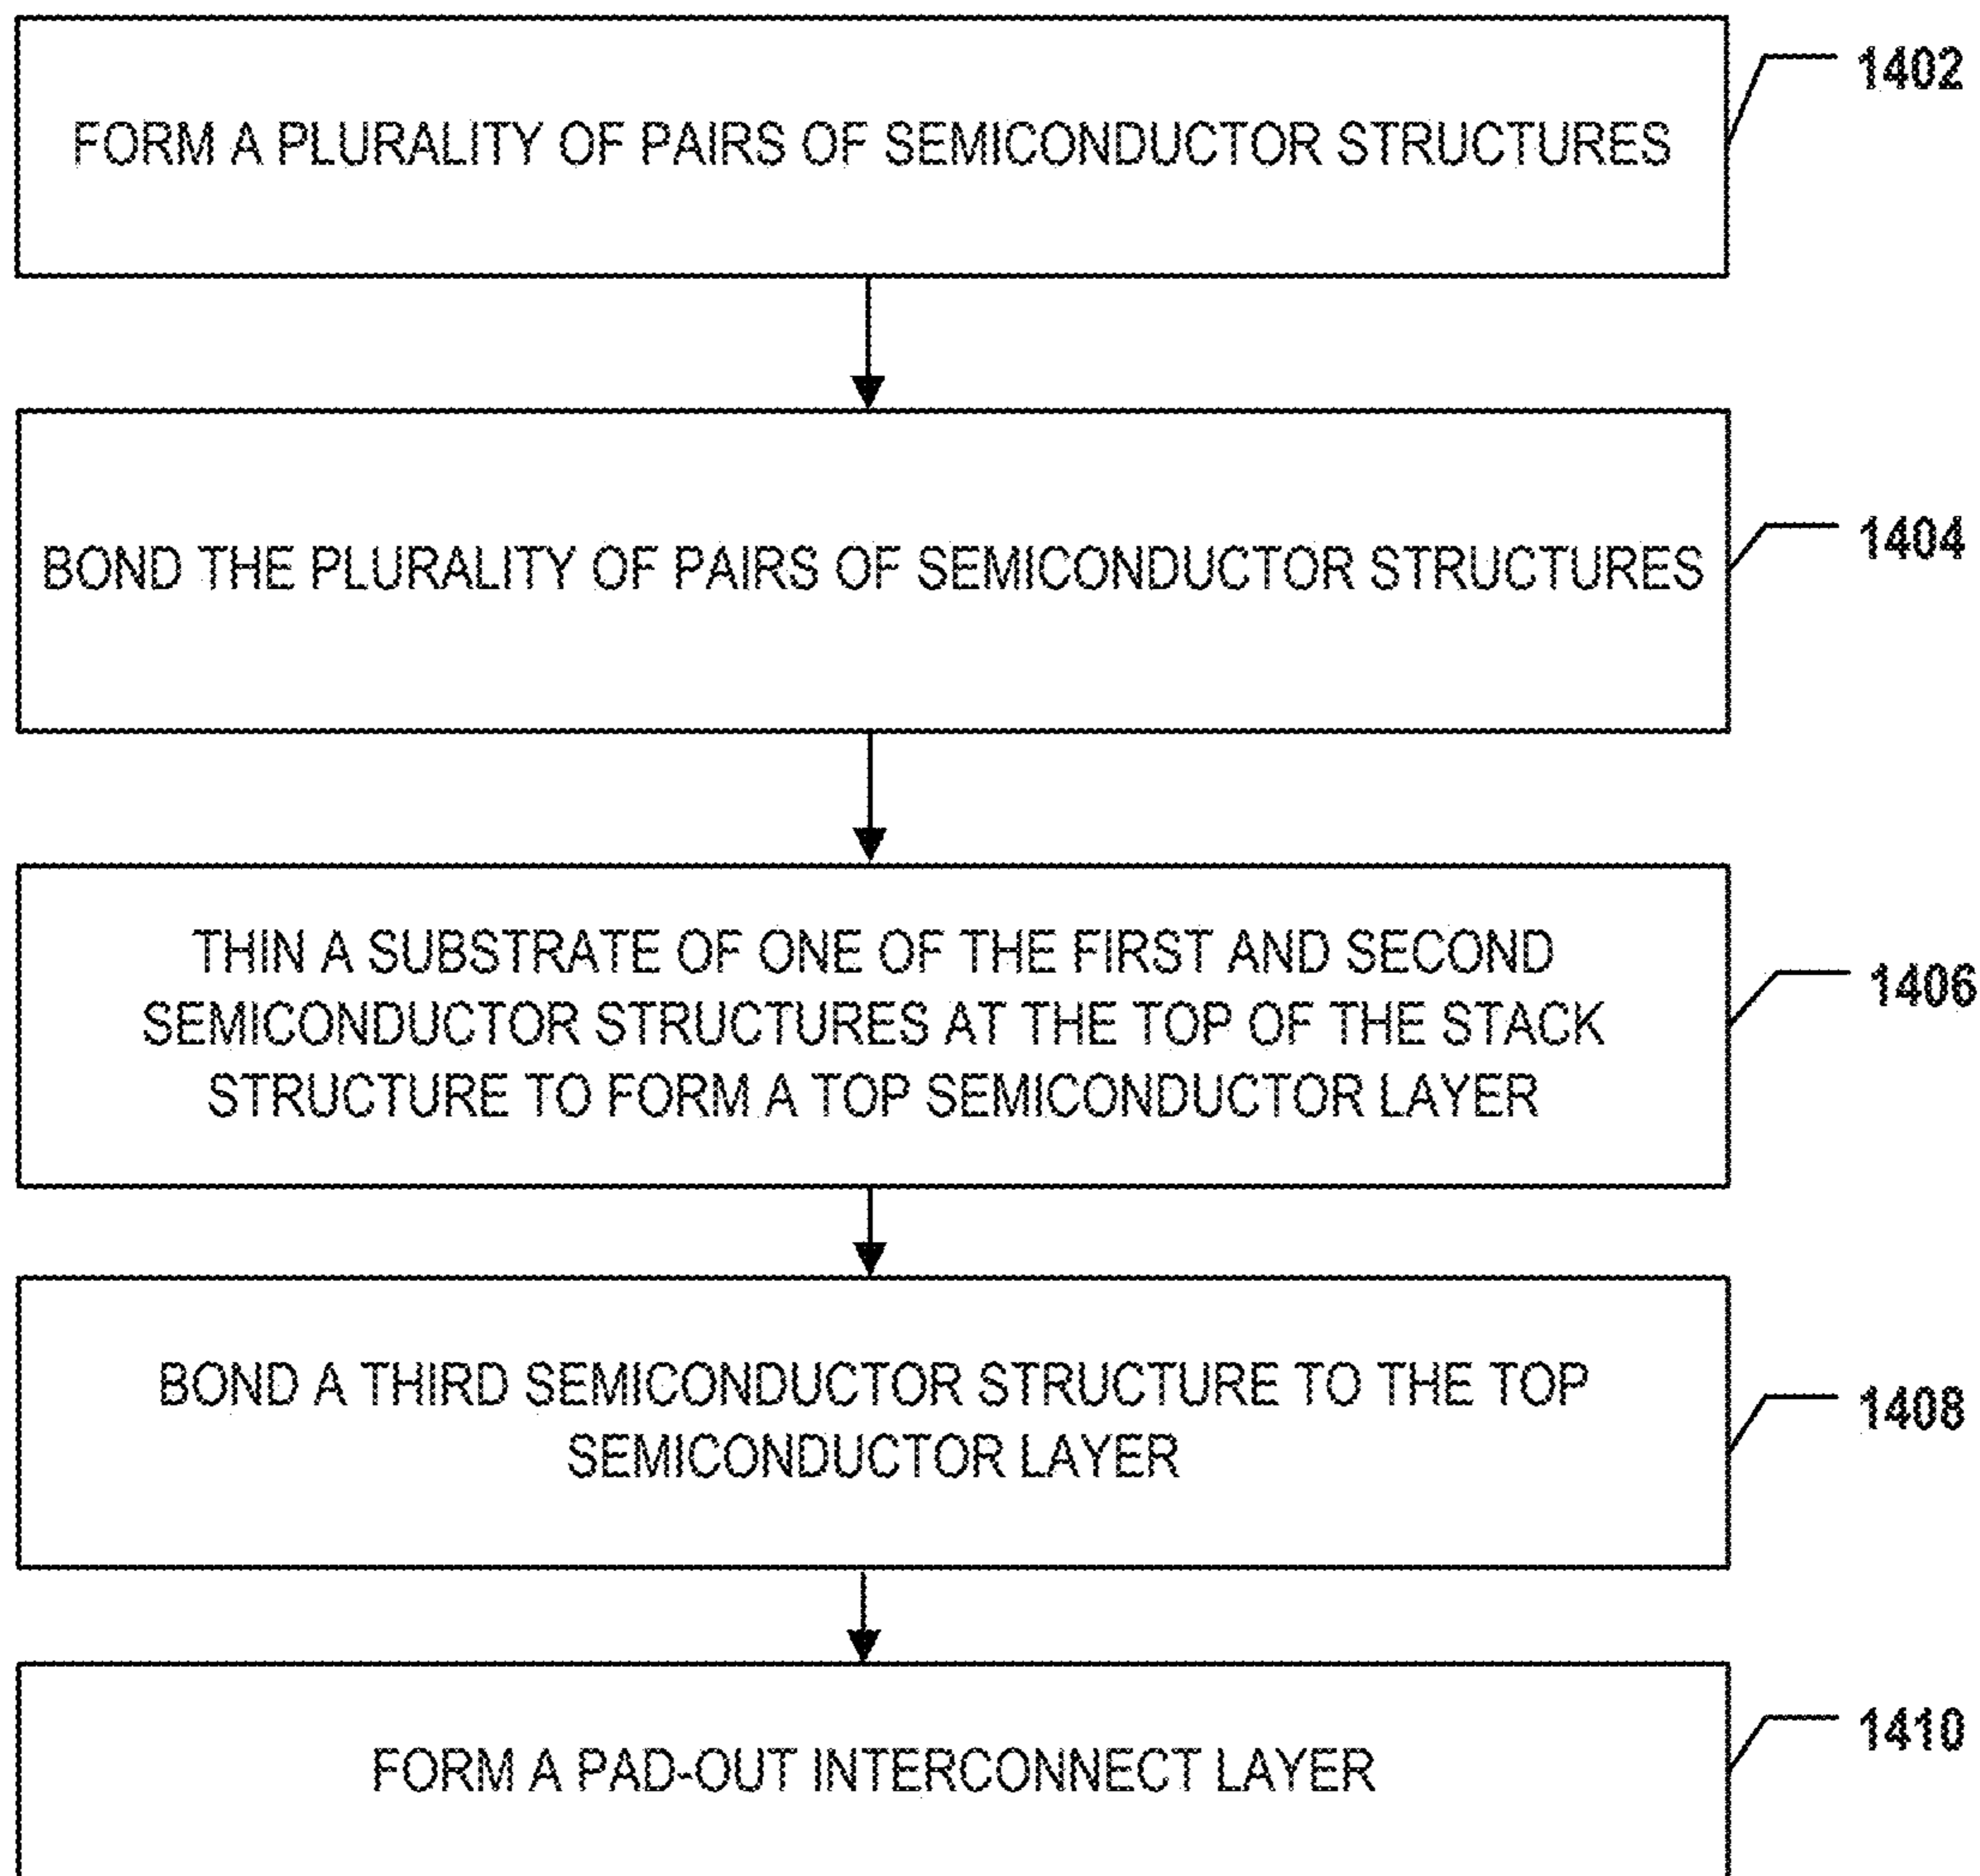 FORM A PLURALITY OF PAIRS OF SEMICONDUCTOR STRUCTURES
1402
BOND THE PLURALITY OF PAIRS OF SEMICONDUCTOR STRUCTURES
1404
THIN A SUBSTRATE OF ONE OF THE FIRST AND SECOND
SEMICONDUCTOR STRUCTURES AT THE TOP OF THE STACK
STRUCTURE TO FORM A TOP SEMICONDUCTOR LAYER
1406
BOND A THIRD SEMICONDUCTOR STRUCTURE TO THE TOP
SEMICONDUCTOR LAYER
1408
FORM A PAD-OUT INTERCONNECT LAYER
1410